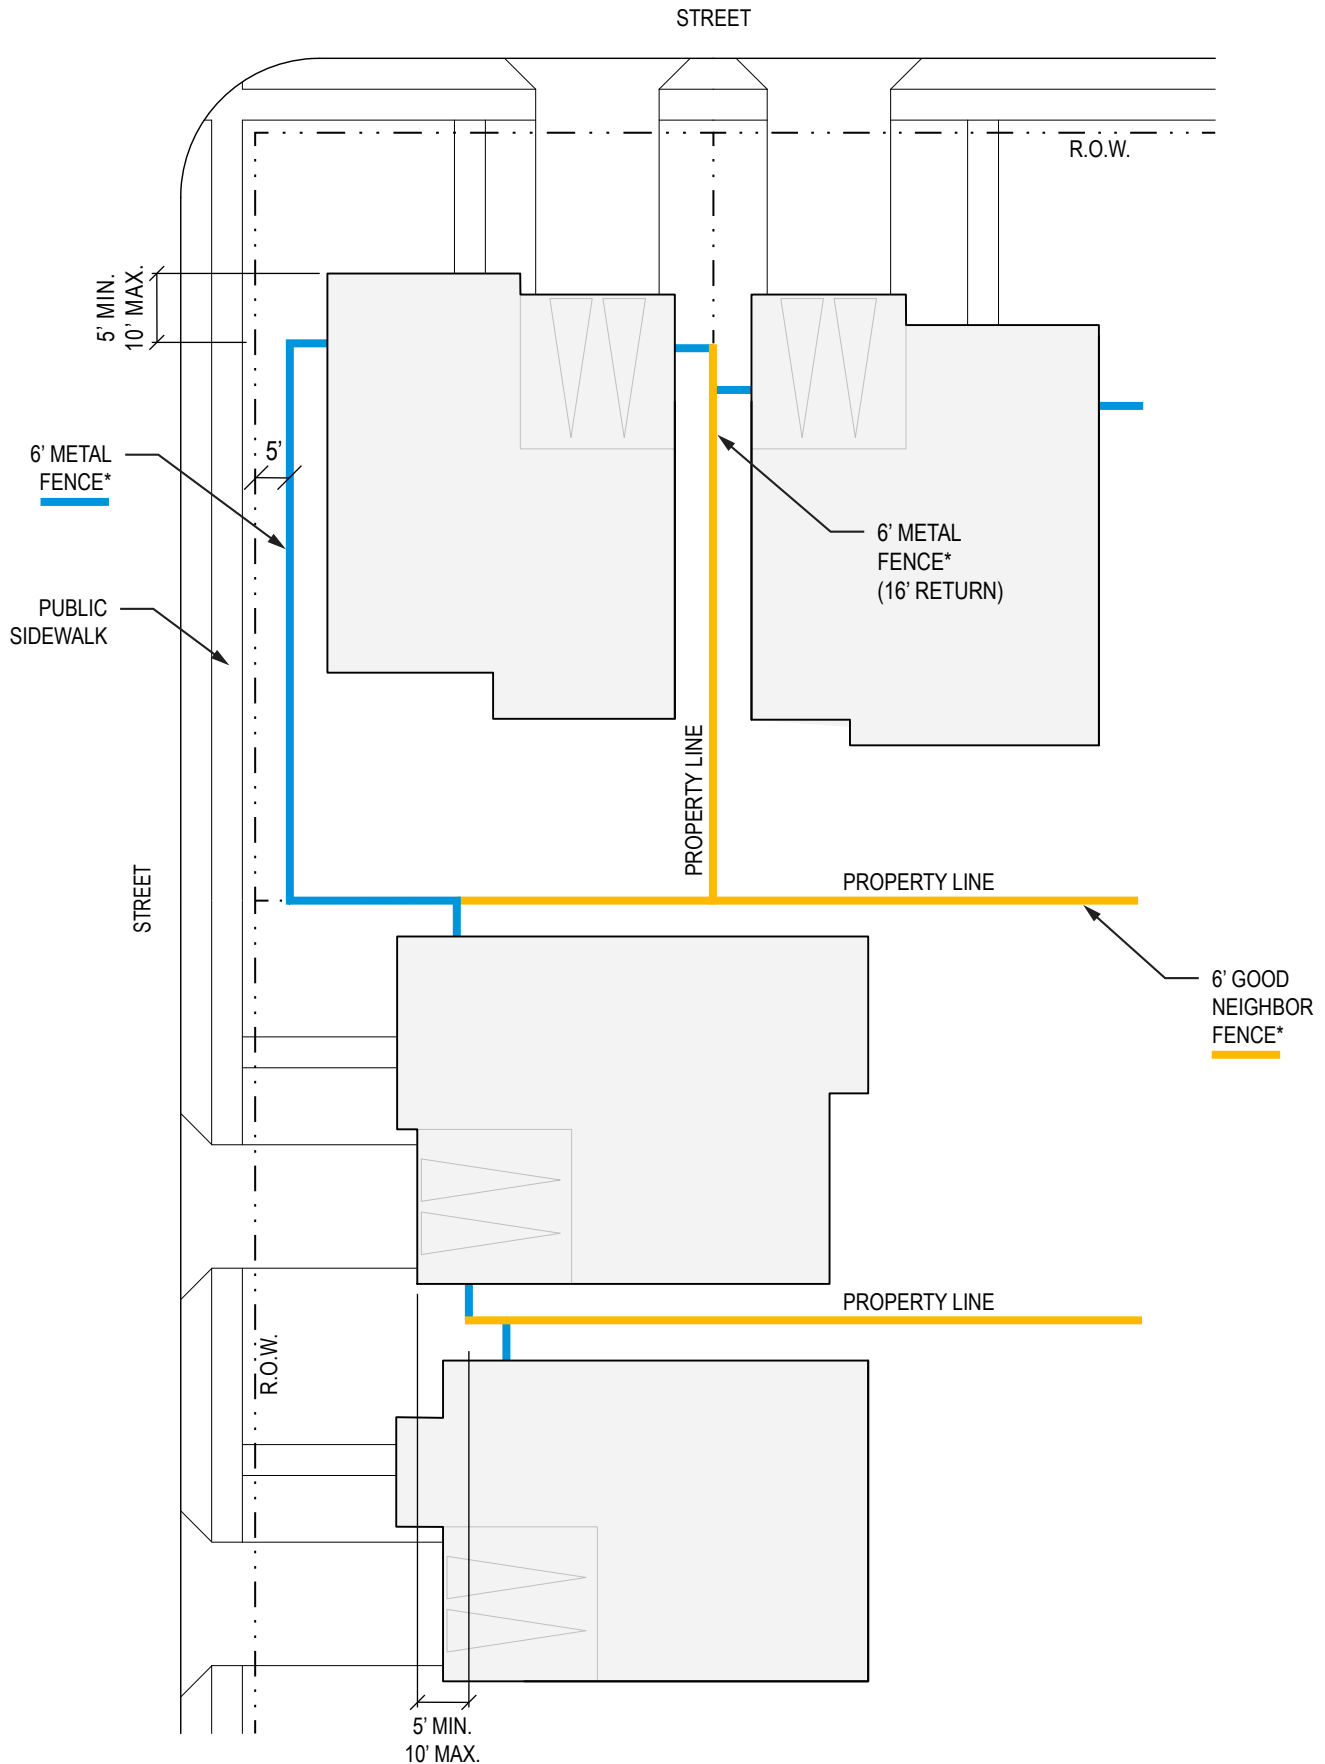 STREET
R.O.W.
5’ MIN.
10’ MAX.
6’ METAL
FENCE*
5’
6’ METAL
FENCE*
(16’ RETURN)
PUBLIC
SIDEWALK
PROPERTY LINE
STREET
PROPERTY LINE
6’ GOOD
NEIGHBOR
FENCE*
PROPERTY LINE
R.O.W.
5’ MIN.
10’ MAX.